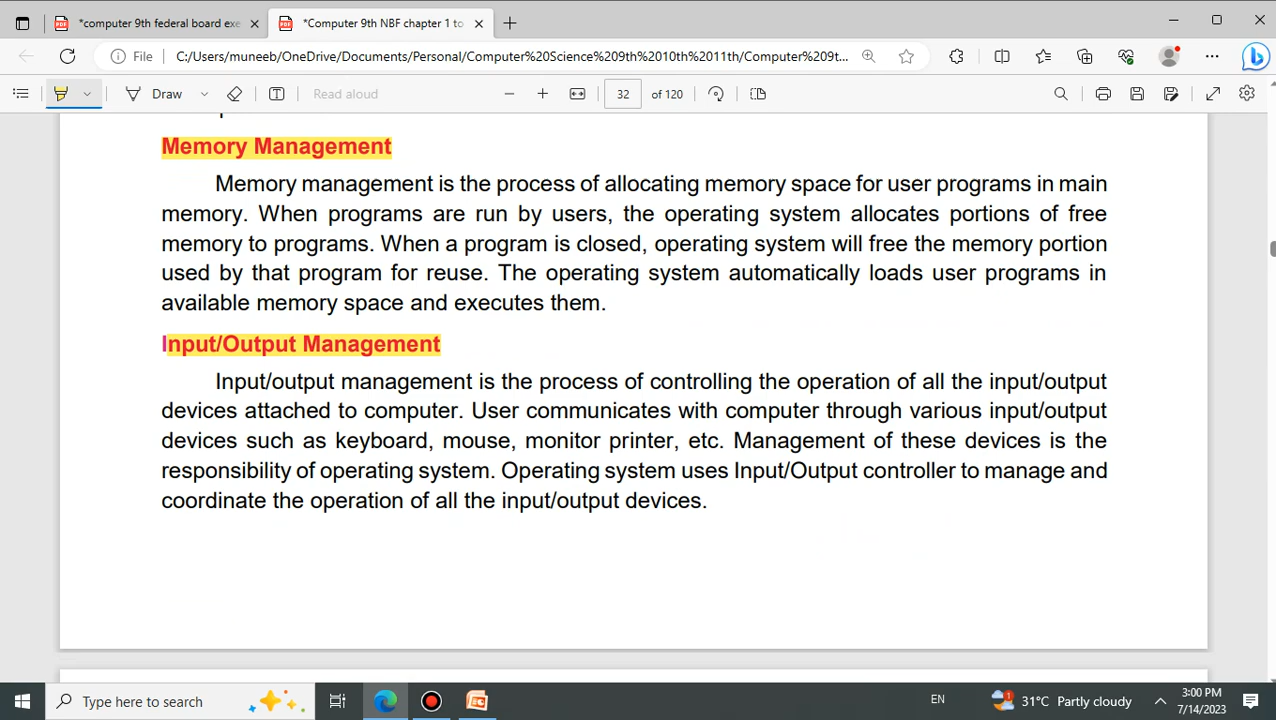 *computer 9th federal board exe
*Computer 9th NBF chapter 1 to
File
C:/Users/muneeb/OneDrive/Documents/Personal/Computer%20Science%209th%2010th%2011th/Computer%209t...
Draw
Read aloud
32 of 120
Memory Management
Memory management is the process of allocating memory space for user programs in main
memory. When programs are run by users, the operating system allocates portions of free
memory to programs. When a program is closed, operating system will free the memory portion
used by that program for reuse. The operating system automatically loads user programs in
available memory space and executes them.
Input/Output Management
Input/output management is the process of controlling the operation of all the input/output
devices attached to computer. User communicates with computer through various input/output
devices such as keyboard, mouse, monitor printer, etc. Management of these devices is the
responsibility of operating system. Operating system uses Input/Output controller to manage and
coordinate the operation of all the input/output devices.
Type here to search
EN
31°C Partly cloudy
3:00 PM
7/14/2023